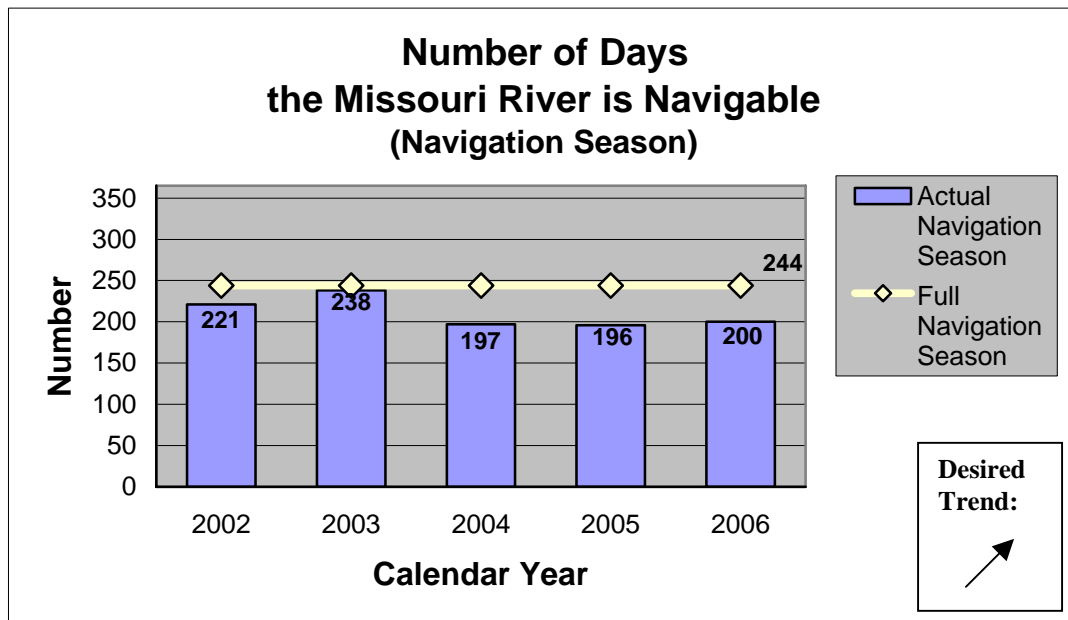 Number of Days
the Missouri River is Navigable
(Navigation Season)
350
300
250
200
150
100
50
0
Number
244
221
238
197
196
200
2002
2003
2004
2005
2006
Calendar Year
Actual
Navigation
Season
Full
Navigation
Season
Desired
Trend: